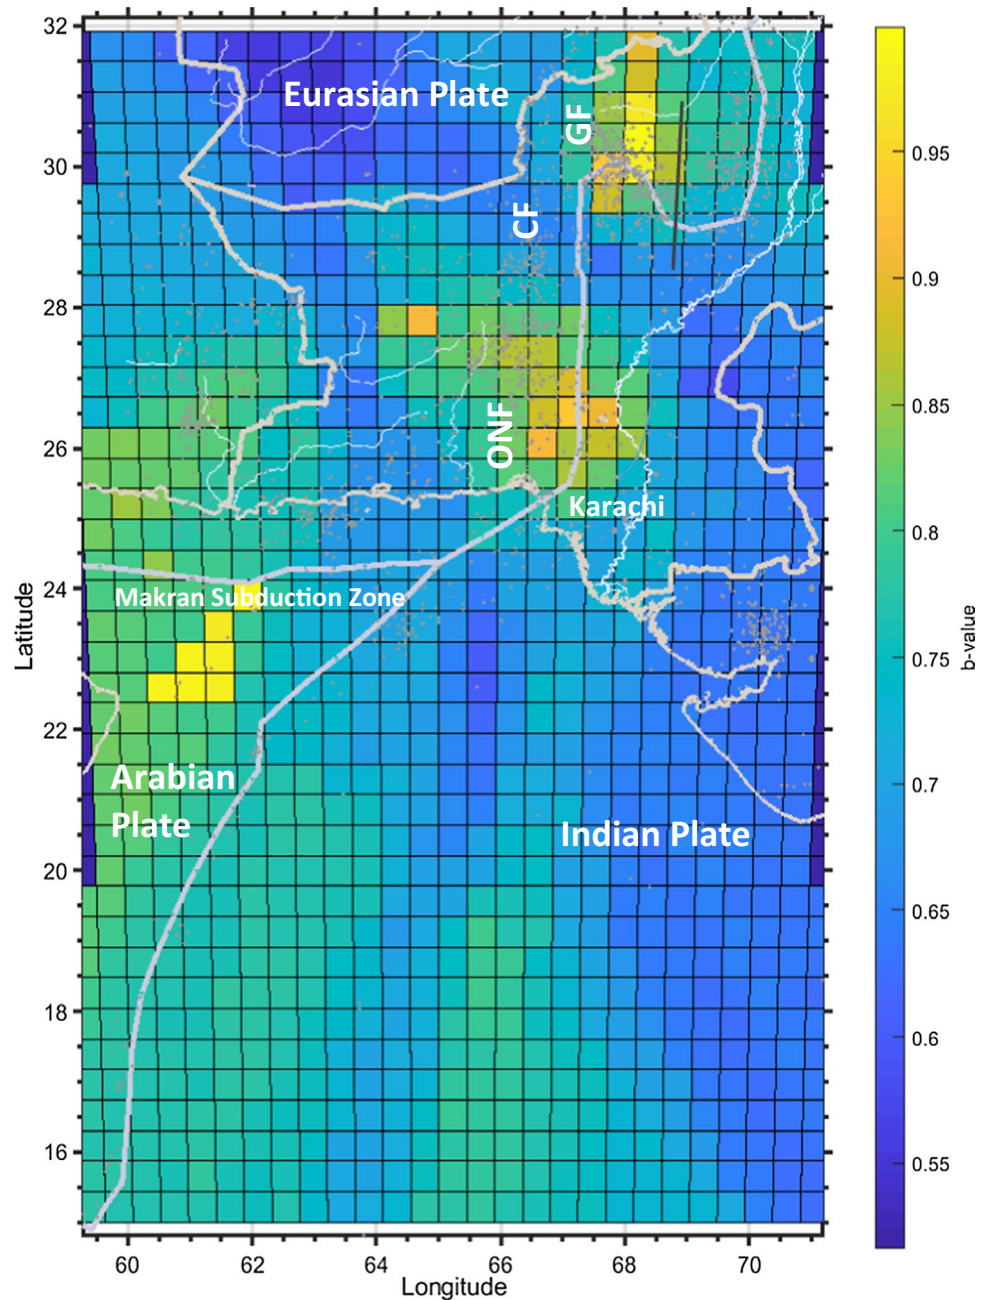 32
30
28
26
24
22
20
18
16
Latitude
60
62
64
66
68
70
Longitude
Eurasian Plate
GF
CF
ONF
Karachi
Makran Subduction Zone
Arabian
Plate
Indian Plate
0.95
0.9
0.85
0.8
0.75
0.7
0.65
0.6
0.55
b-value